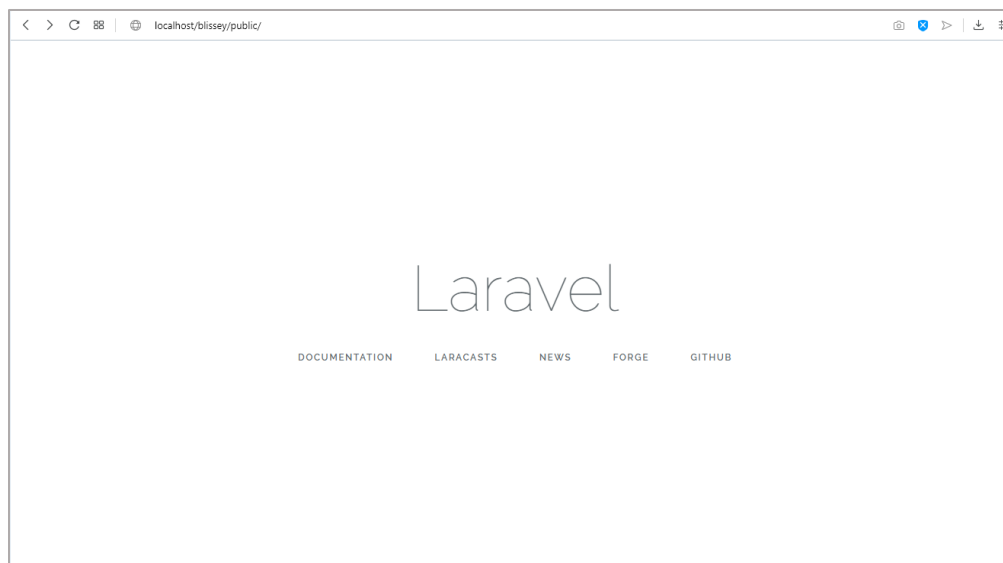 localhost/blissey/public/
Laravel
DOCUMENTATION LARACASTS NEWS FORGE GITHUB